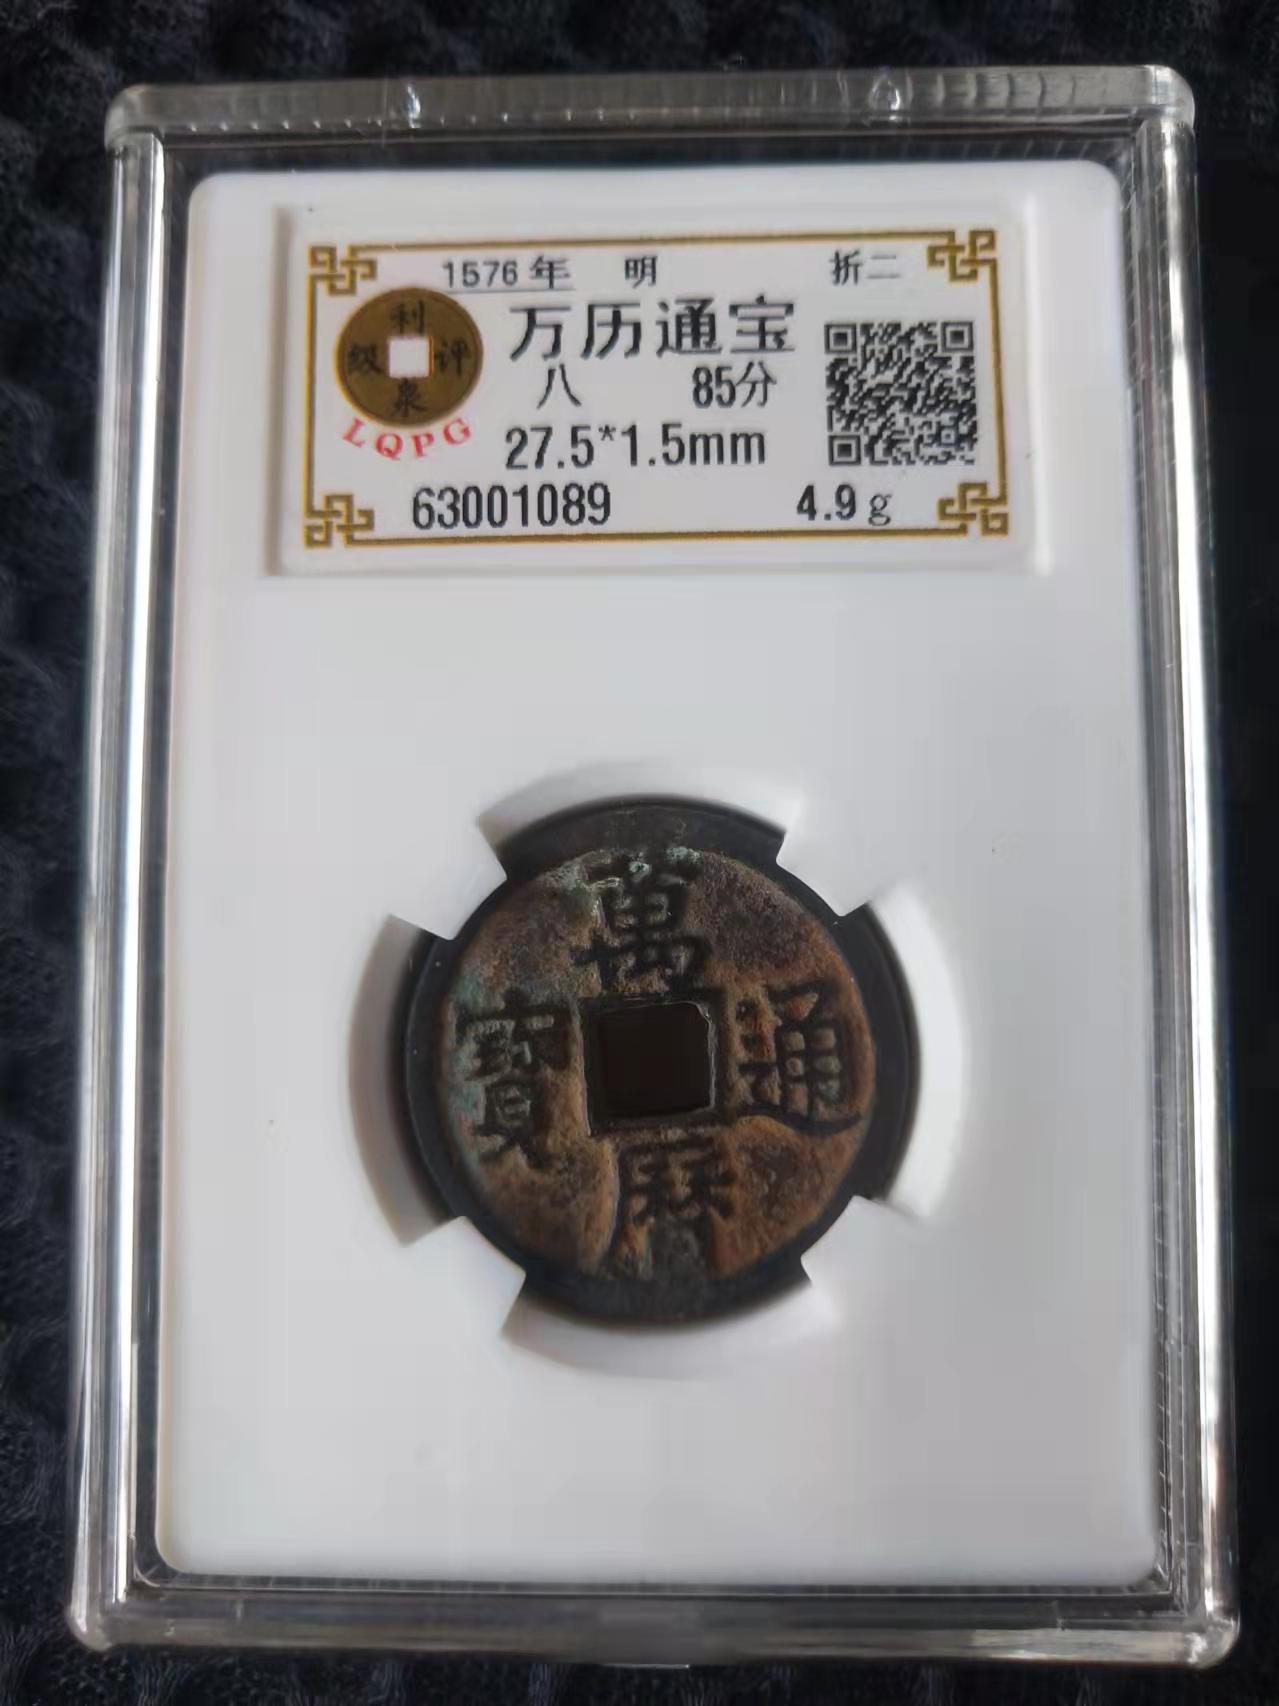 1576年 明 折二
利泉评级
LQPG
万历通宝
八 85分
27.5*1.5mm
63001089 4.9g
萬曆通寳